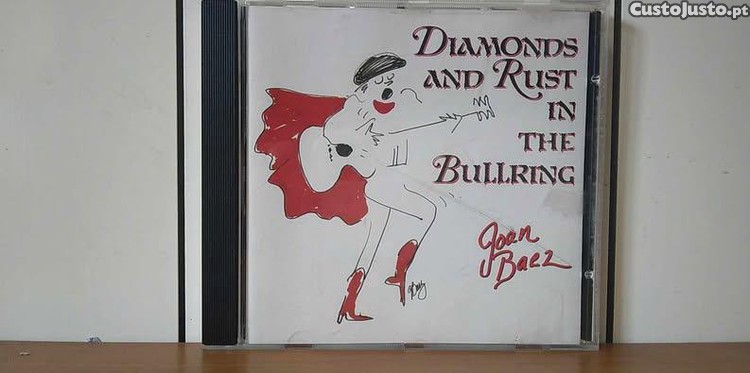 CustoJusto.pt
DIAMONDS
AND RUST
IN
THE
BULLRING
Joan
Baez